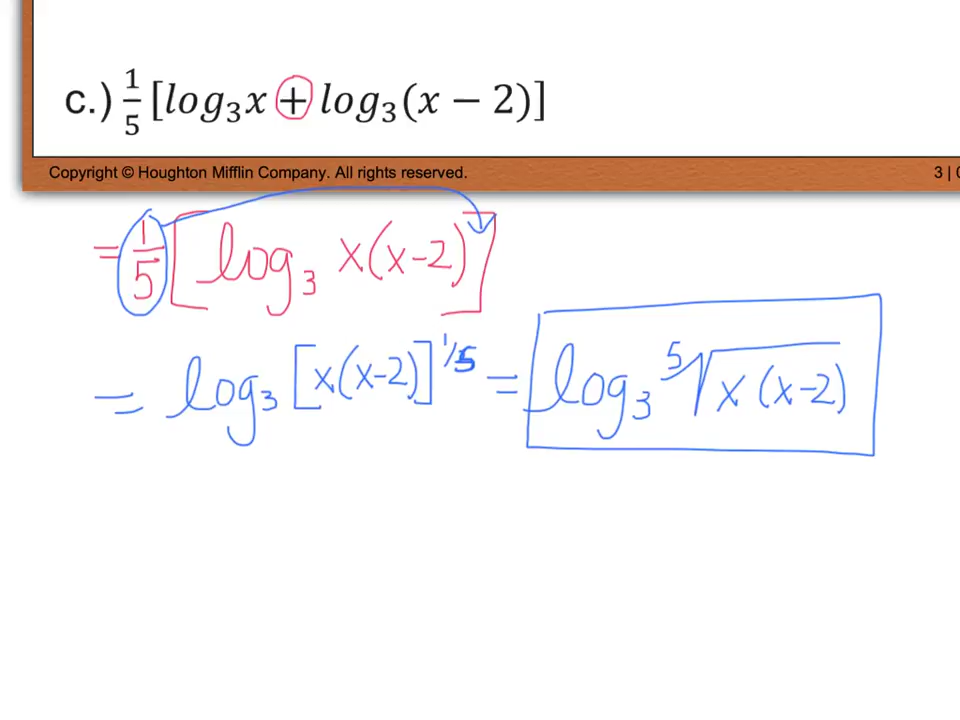 c.) 1/5 [log₃x + log₃(x − 2)]
Copyright © Houghton Mifflin Company. All rights reserved.
3 |
= 1/5 [log₃ x(x-2)]
= log₃ [x(x-2)]^1/5 = log₃ ⁵√x(x-2)